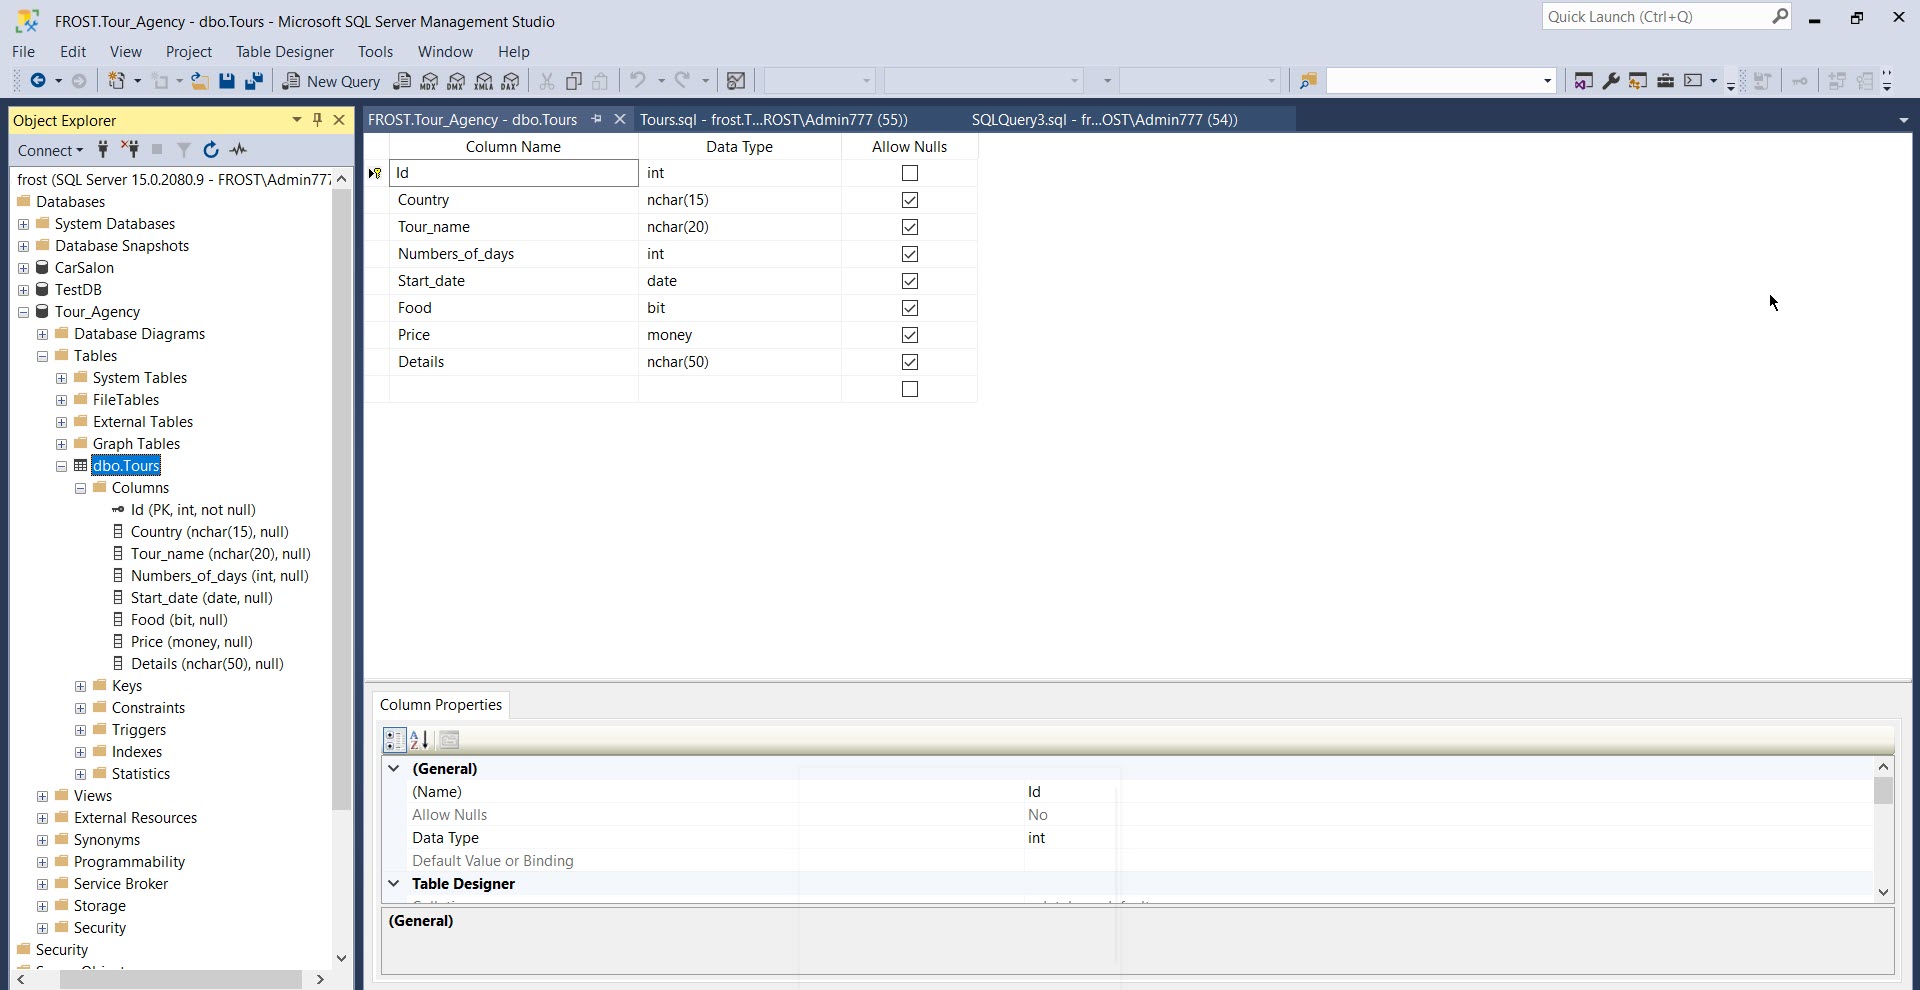 FROST.Tour_Agency - dbo.Tours - Microsoft SQL Server Management Studio
Quick Launch (Ctrl+Q)
File Edit View Project Table Designer Tools Window Help
New Query MDX DMX XMLA DAX
Object Explorer
FROST.Tour_Agency - dbo.Tours
Tours.sql - frost.T...ROST\Admin777 (55))
SQLQuery3.sql - fr...OST\Admin777 (54))
Connect
frost (SQL Server 15.0.2080.9 - FROST\Admin777
Databases
System Databases
Database Snapshots
CarSalon
TestDB
Tour_Agency
Database Diagrams
Tables
System Tables
FileTables
External Tables
Graph Tables
dbo.Tours
Columns
Id (PK, int, not null)
Country (nchar(15), null)
Tour_name (nchar(20), null)
Numbers_of_days (int, null)
Start_date (date, null)
Food (bit, null)
Price (money, null)
Details (nchar(50), null)
Keys
Constraints
Triggers
Indexes
Statistics
Views
External Resources
Synonyms
Programmability
Service Broker
Storage
Security
Security
Column Name Data Type Allow Nulls
Id int
Country nchar(15)
Tour_name nchar(20)
Numbers_of_days int
Start_date date
Food bit
Price money
Details nchar(50)
Column Properties
(General)
(Name) Id
Allow Nulls No
Data Type int
Default Value or Binding
Table Designer
(General)